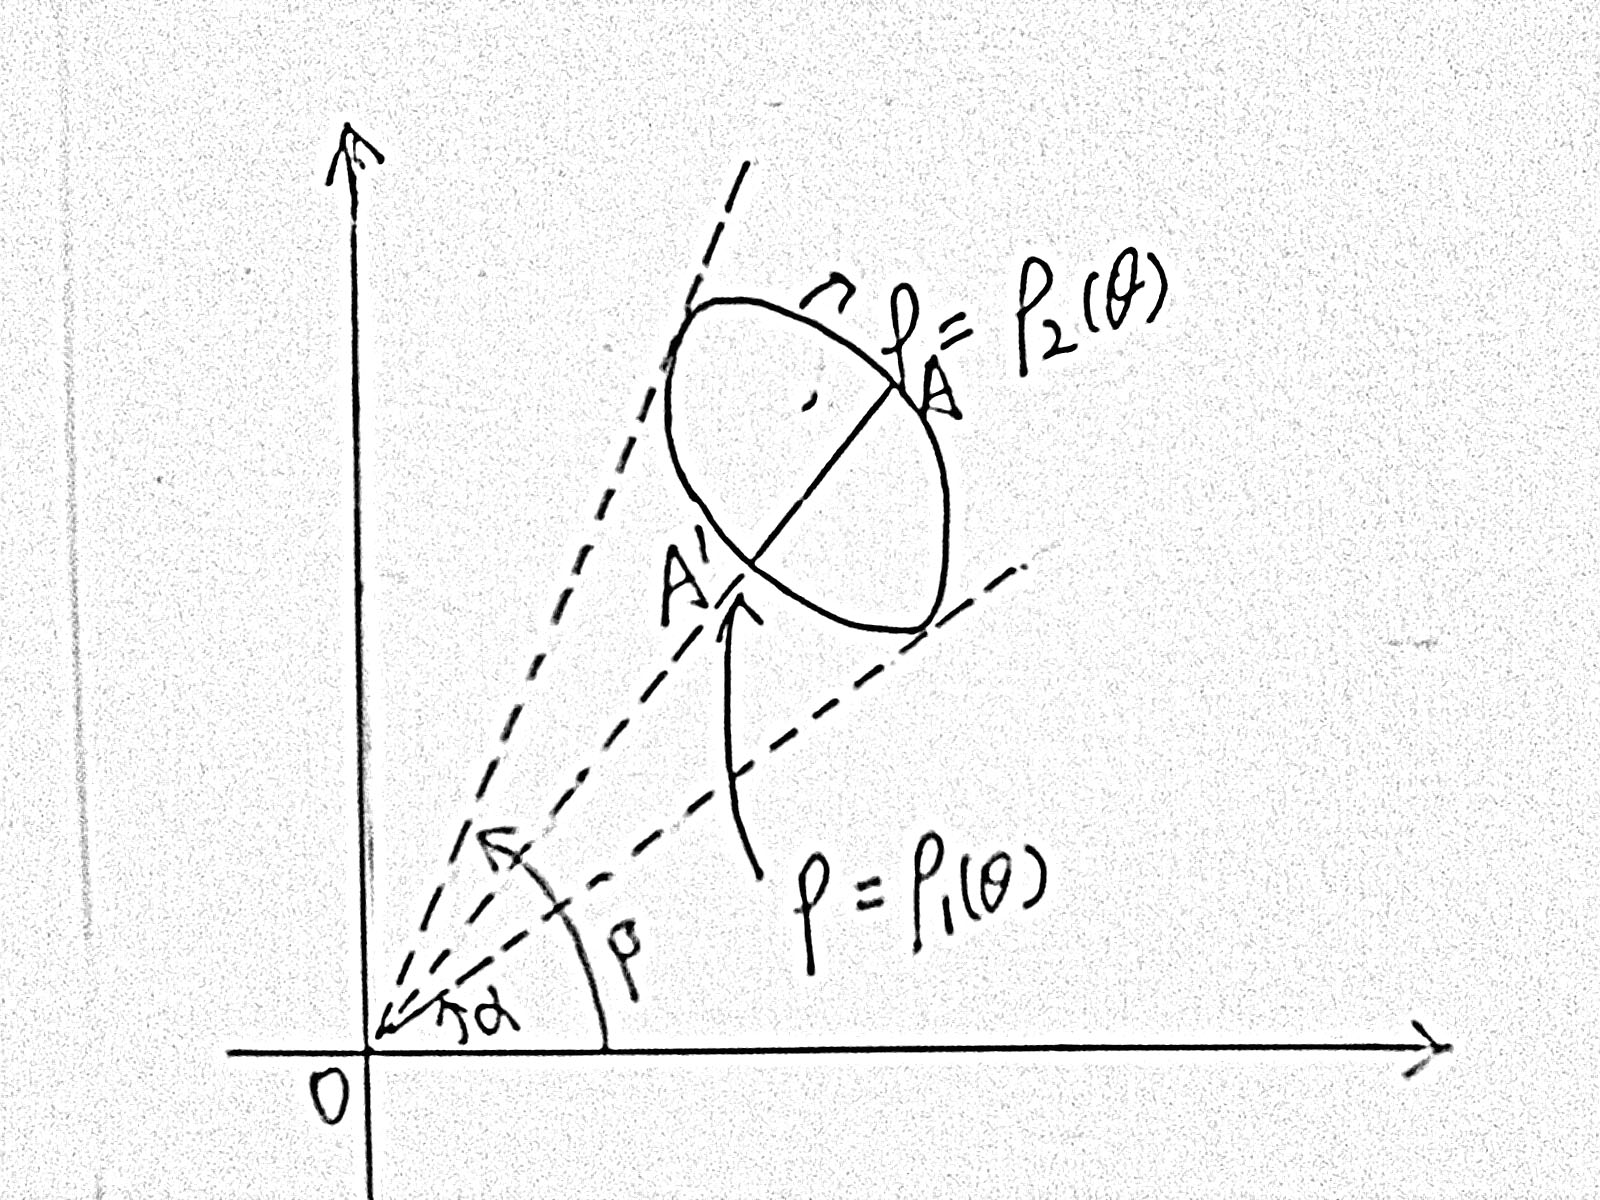 ρ = ρ₂(θ)
A
A'
ρ = ρ₁(θ)
β
α
O